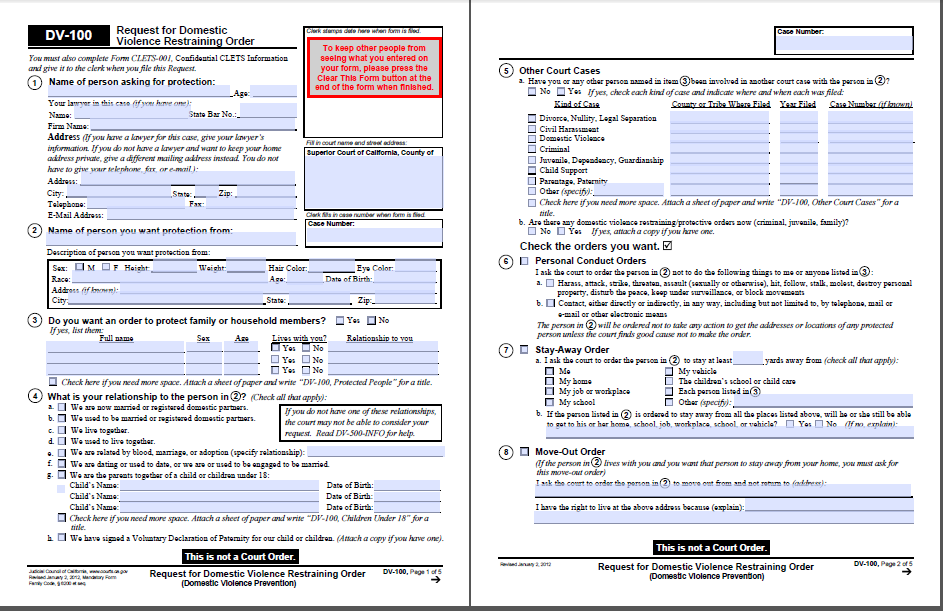 DV-100
Request for Domestic
Violence Restraining Order
Clerk stamps date here when form is filed.
To keep other people from
seeing what you entered on
your form, please press the
Clear This Form button at the
end of the form when finished.
You must also complete Form CLETS-001, Confidential CLETS Information
and give it to the clerk when you file this Request.
1 Name of person asking for protection:
Age:
Your lawyer in this case (if you have one):
Name: State Bar No.:
Firm Name:
Address (If you have a lawyer for this case, give your lawyer's
information. If you do not have a lawyer and want to keep your home
address private, give a different mailing address instead. You do not
have to give your telephone, fax, or e-mail.):
Address:
City: State: Zip:
Telephone: Fax:
E-Mail Address:
Fill in court name and street address:
Superior Court of California, County of
Clerk fills in case number when form is filed.
Case Number:
2 Name of person you want protection from:
Description of person you want protection from:
Sex: M F Height: Weight: Hair Color: Eye Color:
Race: Age: Date of Birth:
Address (if known):
City: State: Zip:
3 Do you want an order to protect family or household members? Yes No
If yes, list them:
Full name Sex Age Lives with you? Relationship to you
Yes No
Yes No
Yes No
Check here if you need more space. Attach a sheet of paper and write "DV-100, Protected People" for a title.
4 What is your relationship to the person in 2? (Check all that apply):
a. We are now married or registered domestic partners.
b. We used to be married or registered domestic partners.
c. We live together.
d. We used to live together.
If you do not have one of these relationships,
the court may not be able to consider your
request. Read DV-500-INFO for help.
e. We are related by blood, marriage, or adoption (specify relationship):
f. We are dating or used to date, or we are or used to be engaged to be married.
g. We are the parents together of a child or children under 18:
Child's Name: Date of Birth:
Child's Name: Date of Birth:
Child's Name: Date of Birth:
Check here if you need more space. Attach a sheet of paper and write "DV-100, Children Under 18" for a
title.
h. We have signed a Voluntary Declaration of Paternity for our child or children. (Attach a copy if you have one).
This is not a Court Order.
Judicial Council of California, www.courts.ca.gov
Revised January 2, 2012, Mandatory Form
Family Code, § 6200 et seq.
Request for Domestic Violence Restraining Order
(Domestic Violence Prevention)
DV-100, Page 1 of 5
→
Case Number:
5 Other Court Cases
a. Have you or any other person named in item 3 been involved in another court case with the person in 2?
No Yes If yes, check each kind of case and indicate where and when each was filed:
Kind of Case County or Tribe Where Filed Year Filed Case Number (if known)
Divorce, Nullity, Legal Separation
Civil Harassment
Domestic Violence
Criminal
Juvenile, Dependency, Guardianship
Child Support
Parentage, Paternity
Other (specify):
Check here if you need more space. Attach a sheet of paper and write "DV-100, Other Court Cases" for a
title.
b. Are there any domestic violence restraining/protective orders now (criminal, juvenile, family)?
No Yes If yes, attach a copy if you have one.
Check the orders you want. ☑
6 Personal Conduct Orders
I ask the court to order the person in 2 not to do the following things to me or anyone listed in 3:
a. Harass, attack, strike, threaten, assault (sexually or otherwise), hit, follow, stalk, molest, destroy personal
property, disturb the peace, keep under surveillance, or block movements
b. Contact, either directly or indirectly, in any way, including but not limited to, by telephone, mail or
e-mail or other electronic means
The person in 2 will be ordered not to take any action to get the addresses or locations of any protected
person unless the court finds good cause not to make the order.
7 Stay-Away Order
a. I ask the court to order the person in 2 to stay at least yards away from (check all that apply):
Me My vehicle
My home The children's school or child care
My job or workplace Each person listed in 3
My school Other (specify):
b. If the person listed in 2 is ordered to stay away from all the places listed above, will he or she still be able
to get to his or her home, school, job, workplace, school, or vehicle? Yes No (If no, explain):
8 Move-Out Order
(If the person in 2 lives with you and you want that person to stay away from your home, you must ask for
this move-out order)
I ask the court to order the person in 2 to move out from and not return to (address):
I have the right to live at the above address because (explain):
This is not a Court Order.
Revised January 2, 2012
Request for Domestic Violence Restraining Order
(Domestic Violence Prevention)
DV-100, Page 2 of 5
→